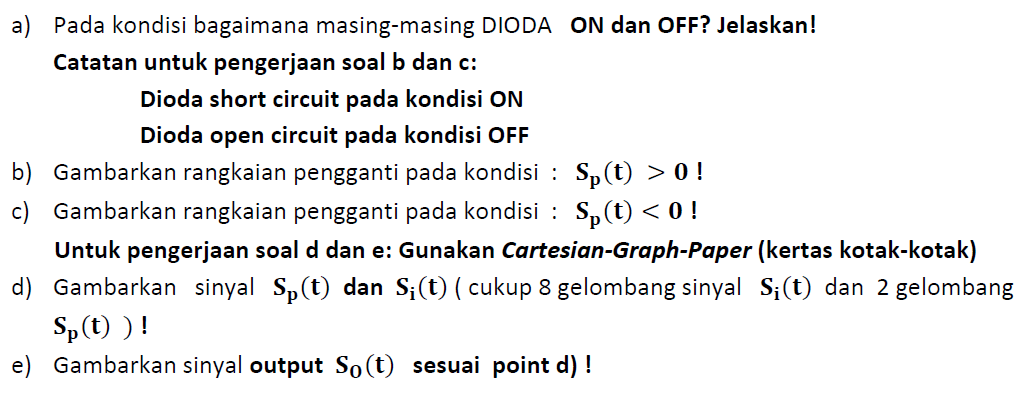 a) Pada kondisi bagaimana masing-masing DIODA ON dan OFF? Jelaskan!
Catatan untuk pengerjaan soal b dan c:
Dioda short circuit pada kondisi ON
Dioda open circuit pada kondisi OFF
b) Gambarkan rangkaian pengganti pada kondisi : Sₚ(t) > 0 !
c) Gambarkan rangkaian pengganti pada kondisi : Sₚ(t) < 0 !
Untuk pengerjaan soal d dan e: Gunakan Cartesian-Graph-Paper (kertas kotak-kotak)
d) Gambarkan sinyal Sₚ(t) dan Sᵢ(t) ( cukup 8 gelombang sinyal Sᵢ(t) dan 2 gelombang
Sₚ(t) ) !
e) Gambarkan sinyal output S_O(t) sesuai point d) !